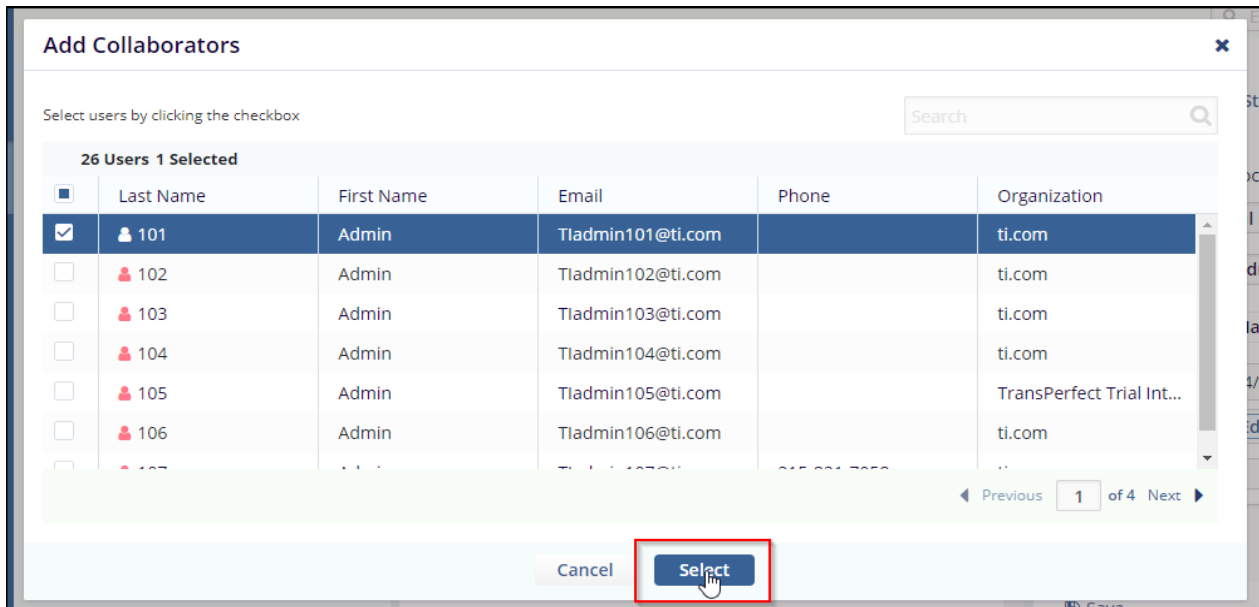 Add Collaborators
Select users by clicking the checkbox
Search
26 Users 1 Selected
Last Name First Name Email Phone Organization
101 Admin TIadmin101@ti.com ti.com
102 Admin TIadmin102@ti.com ti.com
103 Admin TIadmin103@ti.com ti.com
104 Admin TIadmin104@ti.com ti.com
105 Admin TIadmin105@ti.com TransPerfect Trial Int...
106 Admin TIadmin106@ti.com ti.com
Previous 1 of 4 Next
Cancel Select
Save